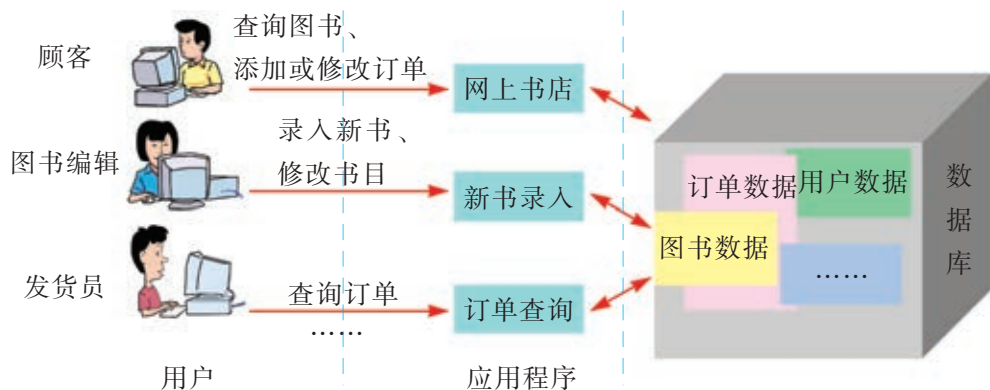 顾客
查询图书、
添加或修改订单
网上书店
图书编辑
录入新书、
修改书目
新书录入
发货员
查询订单
……
订单查询
用户
应用程序
订单数据
用户数据
图书数据
……
数据库